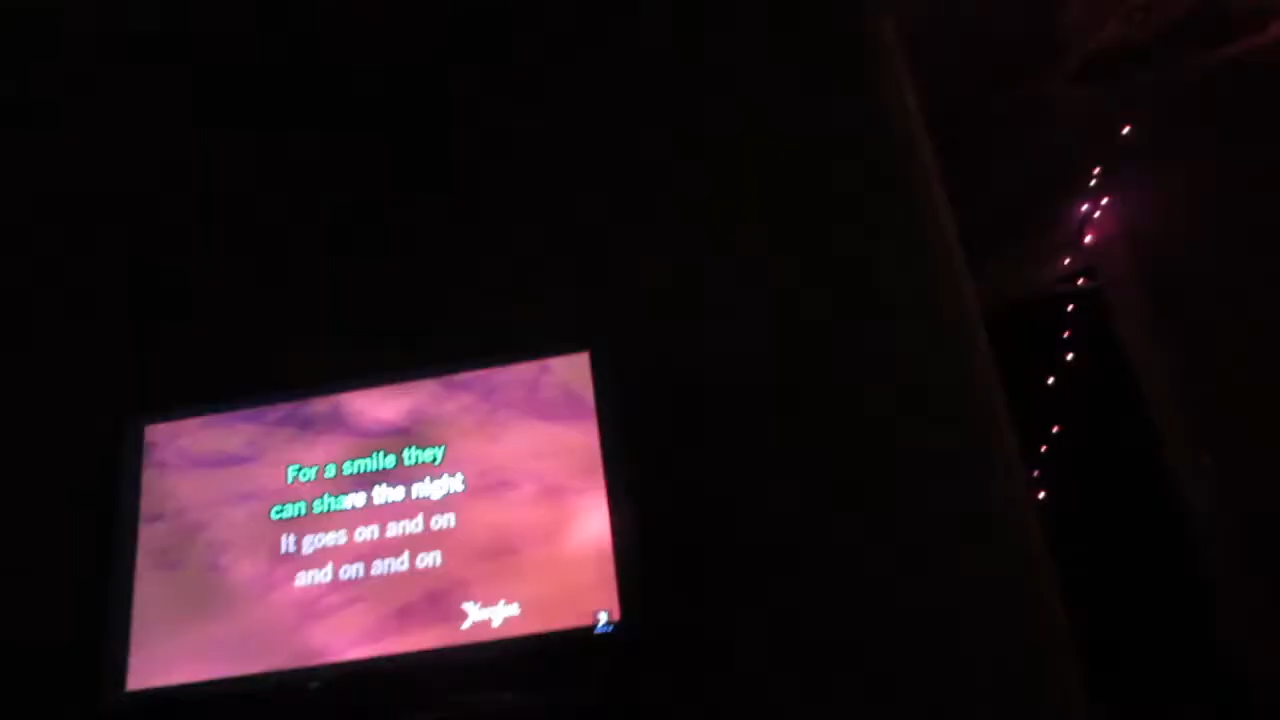 For a smile they
can share the night
It goes on and on
and on and on